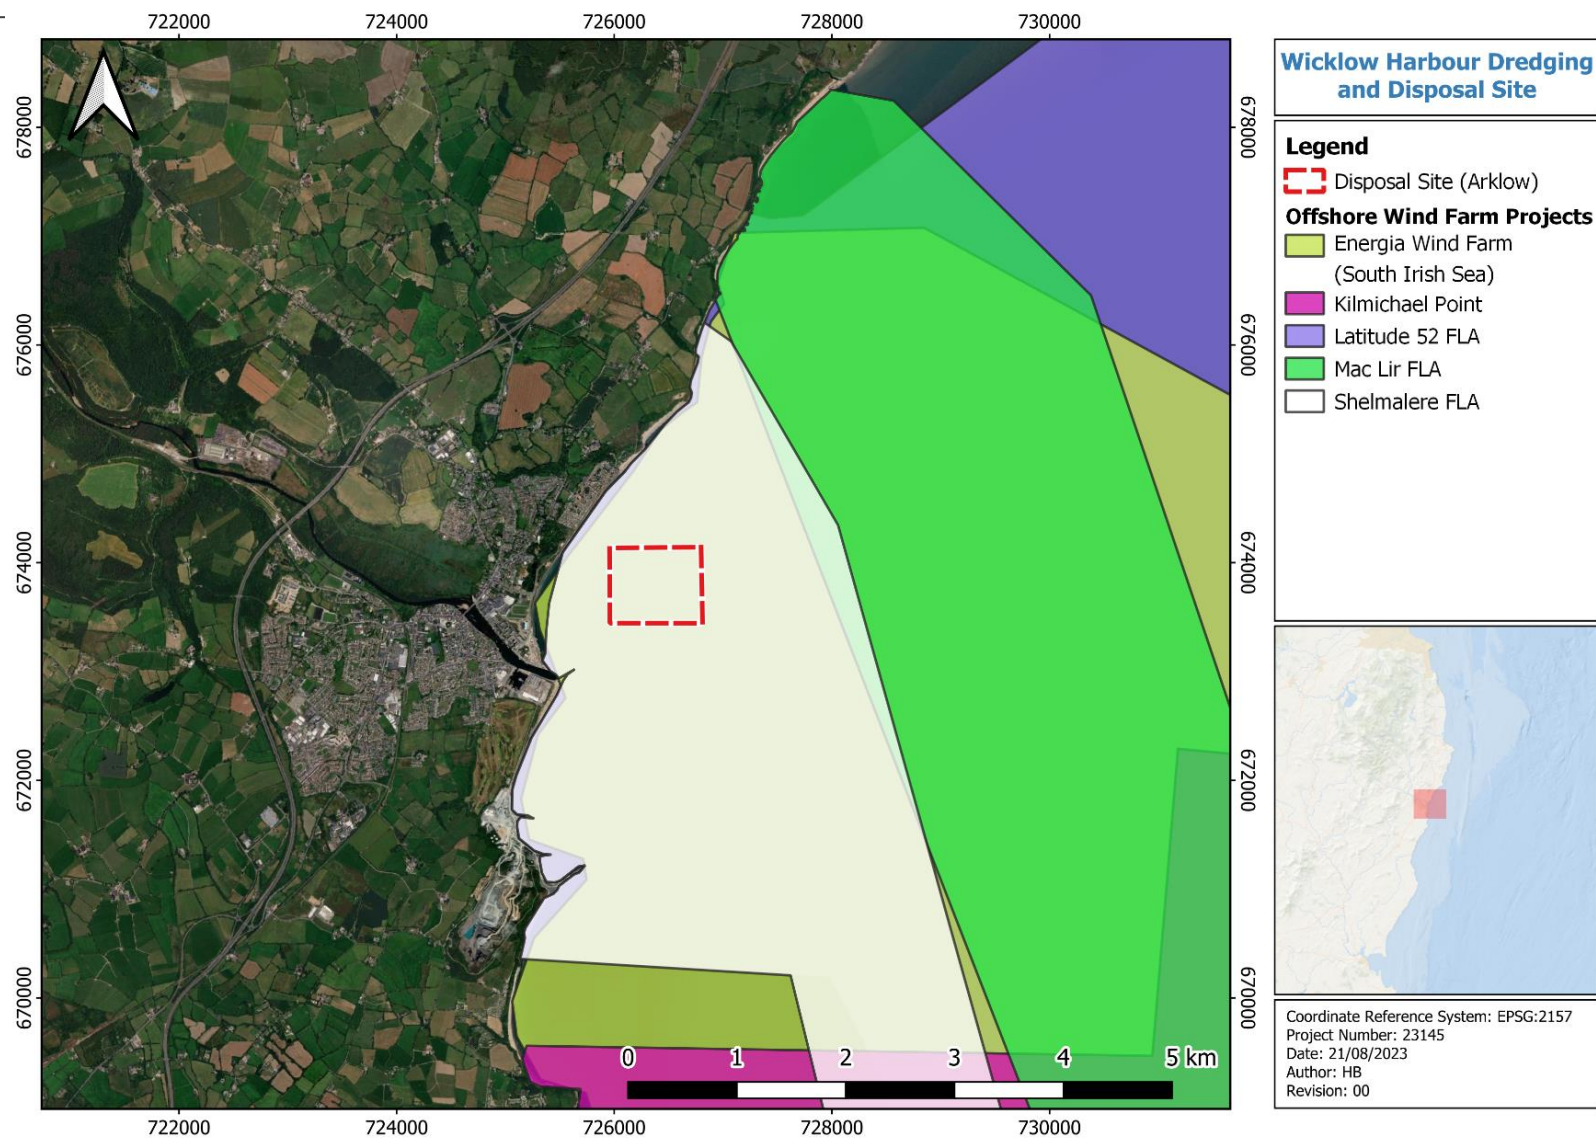 722000
724000
726000
728000
730000
678000
676000
674000
672000
670000
678000
676000
674000
672000
670000
0 1 2 3 4 5 km
722000
724000
726000
728000
730000
Wicklow Harbour Dredging
and Disposal Site
Legend
Disposal Site (Arklow)
Offshore Wind Farm Projects
Energia Wind Farm
(South Irish Sea)
Kilmichael Point
Latitude 52 FLA
Mac Lir FLA
Shelmalere FLA
Coordinate Reference System: EPSG:2157
Project Number: 23145
Date: 21/08/2023
Author: HB
Revision: 00